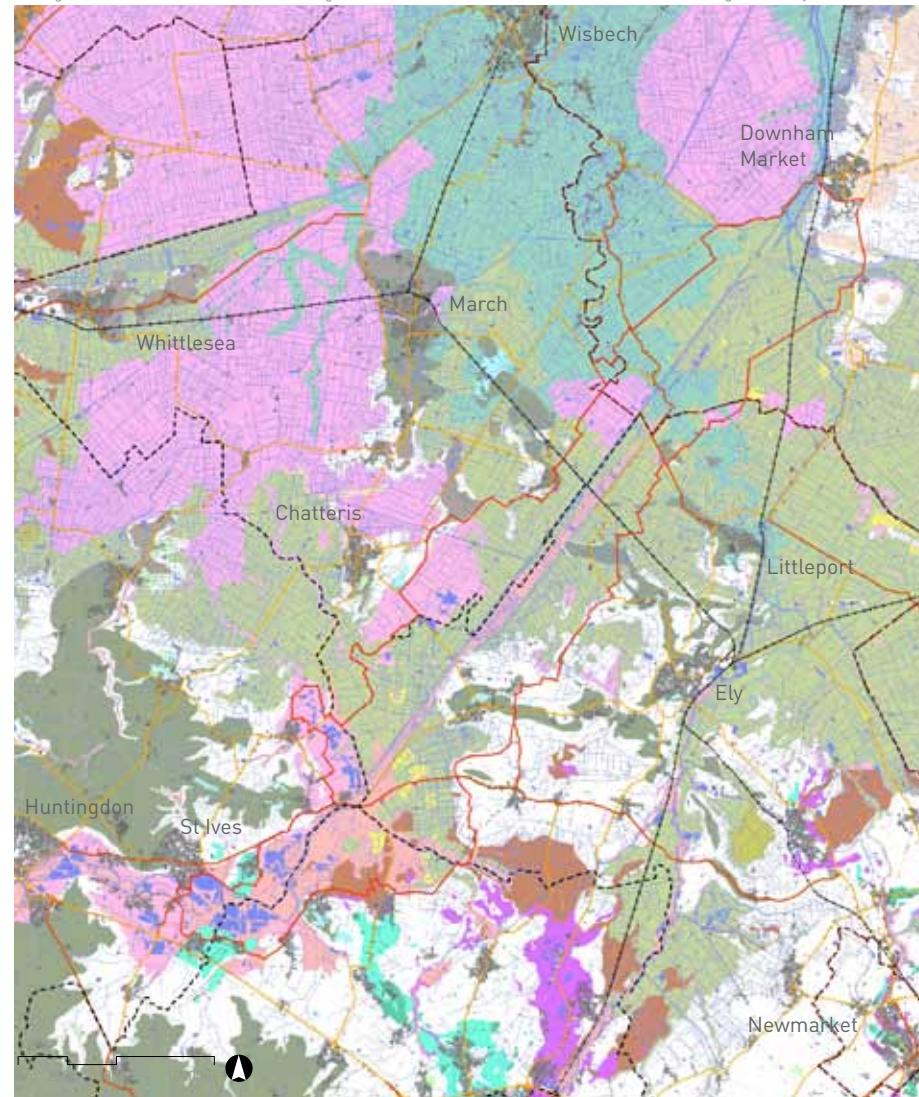 Wisbech
Downham
Market
March
Whittlesea
Chatteris
Littleport
Ely
Huntingdon
St Ives
Newmarket